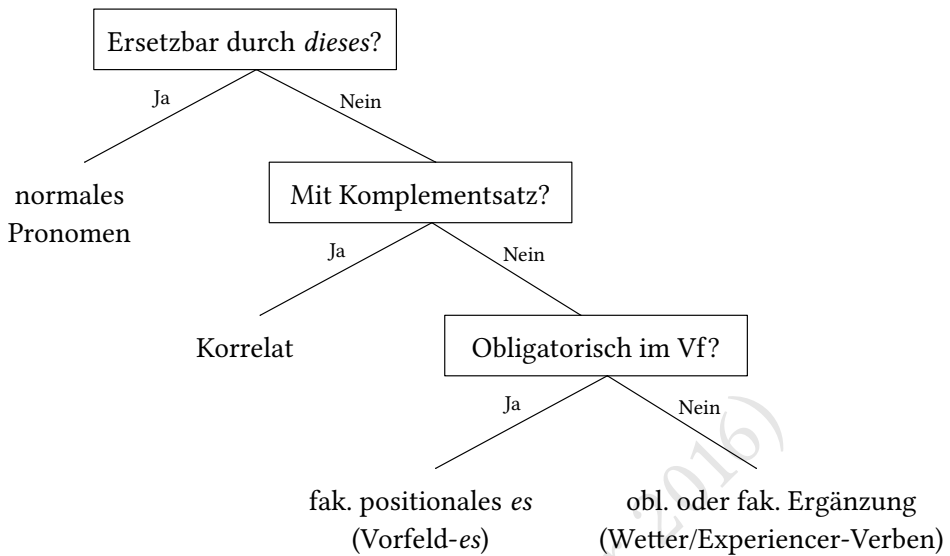 Ersetzbar durch dieses?
Ja
Nein
normales
Pronomen
Mit Komplementsatz?
Ja
Nein
Korrelat
Obligatorisch im Vf?
Ja
Nein
fak. positionales es
(Vorfeld-es)
obl. oder fak. Ergänzung
(Wetter/Experiencer-Verben)
2016)